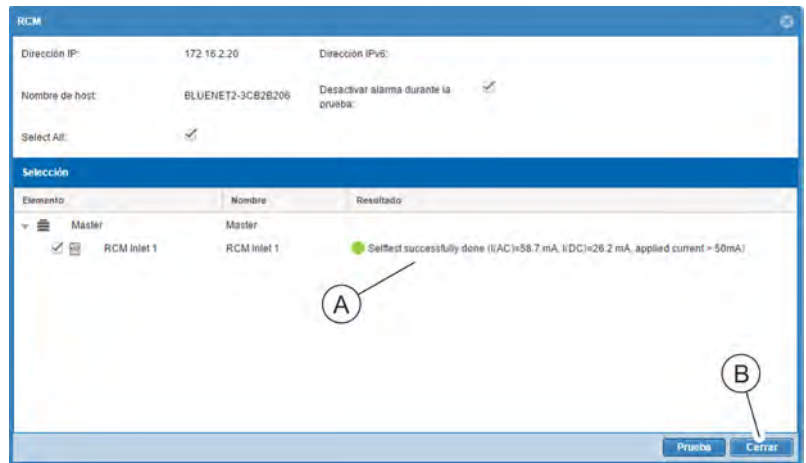 RCM
Dirección IP: 172.16.2.20 Dirección IPv6:
Nombre de host: BLUENET2-3CB2B206 Desactivar alarma durante la prueba:
Select All:
Selección
Elemento Nombre Resultado
Master Master
RCM Inlet 1 RCM Inlet 1 Selftest successfully done (I(AC)=58.7 mA, I(DC)=26.2 mA, applied current > 50mA)
A
B
Prueba Cerrar